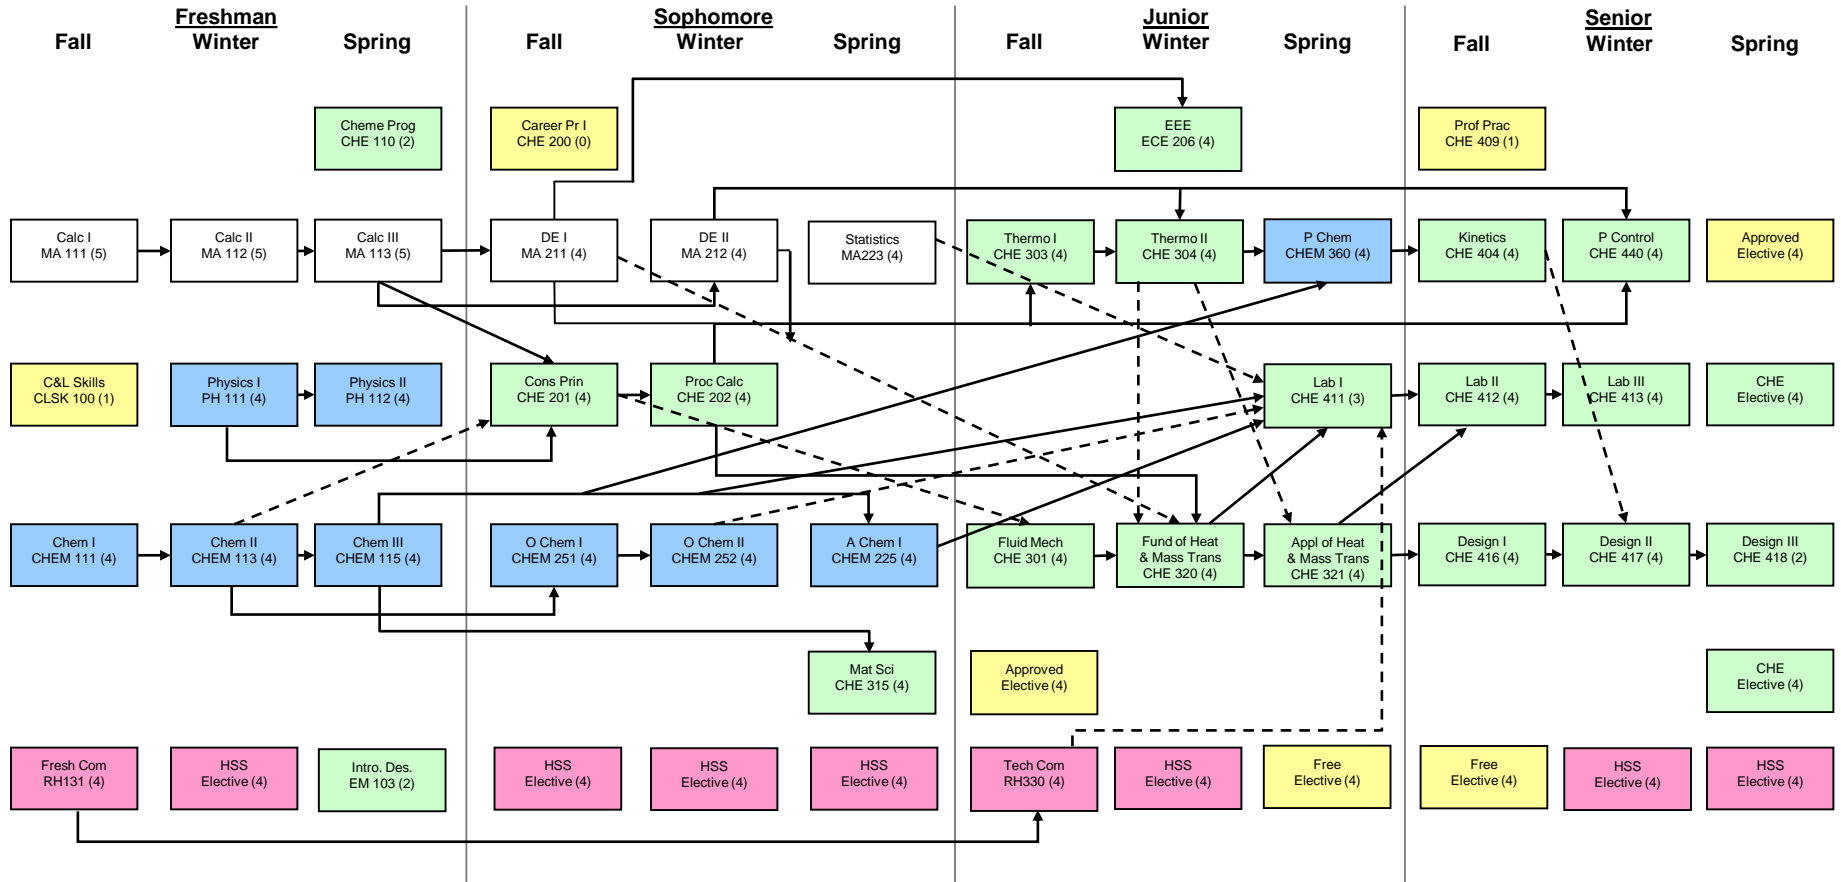 Freshman
Sophomore
Junior
Senior
Fall
Winter
Spring
Fall
Winter
Spring
Fall
Winter
Spring
Fall
Winter
Spring
Cheme Prog
CHE 110 (2)
Career Pr I
CHE 200 (0)
EEE
ECE 206 (4)
Prof Prac
CHE 409 (1)
Calc I
MA 111 (5)
Calc II
MA 112 (5)
Calc III
MA 113 (5)
DE I
MA 211 (4)
DE II
MA 212 (4)
Statistics
MA223 (4)
Thermo I
CHE 303 (4)
Thermo II
CHE 304 (4)
P Chem
CHEM 360 (4)
Kinetics
CHE 404 (4)
P Control
CHE 440 (4)
Approved
Elective (4)
C&L Skills
CLSK 100 (1)
Physics I
PH 111 (4)
Physics II
PH 112 (4)
Cons Prin
CHE 201 (4)
Proc Calc
CHE 202 (4)
Lab I
CHE 411 (3)
Lab II
CHE 412 (4)
Lab III
CHE 413 (4)
CHE
Elective (4)
Chem I
CHEM 111 (4)
Chem II
CHEM 113 (4)
Chem III
CHEM 115 (4)
O Chem I
CHEM 251 (4)
O Chem II
CHEM 252 (4)
A Chem I
CHEM 225 (4)
Fluid Mech
CHE 301 (4)
Fund of Heat
& Mass Trans
CHE 320 (4)
Appl of Heat
& Mass Trans
CHE 321 (4)
Design I
CHE 416 (4)
Design II
CHE 417 (4)
Design III
CHE 418 (2)
Mat Sci
CHE 315 (4)
Approved
Elective (4)
CHE
Elective (4)
Fresh Com
RH131 (4)
HSS
Elective (4)
Intro. Des.
EM 103 (2)
HSS
Elective (4)
HSS
Elective (4)
HSS
Elective (4)
Tech Com
RH330 (4)
HSS
Elective (4)
Free
Elective (4)
Free
Elective (4)
HSS
Elective (4)
HSS
Elective (4)